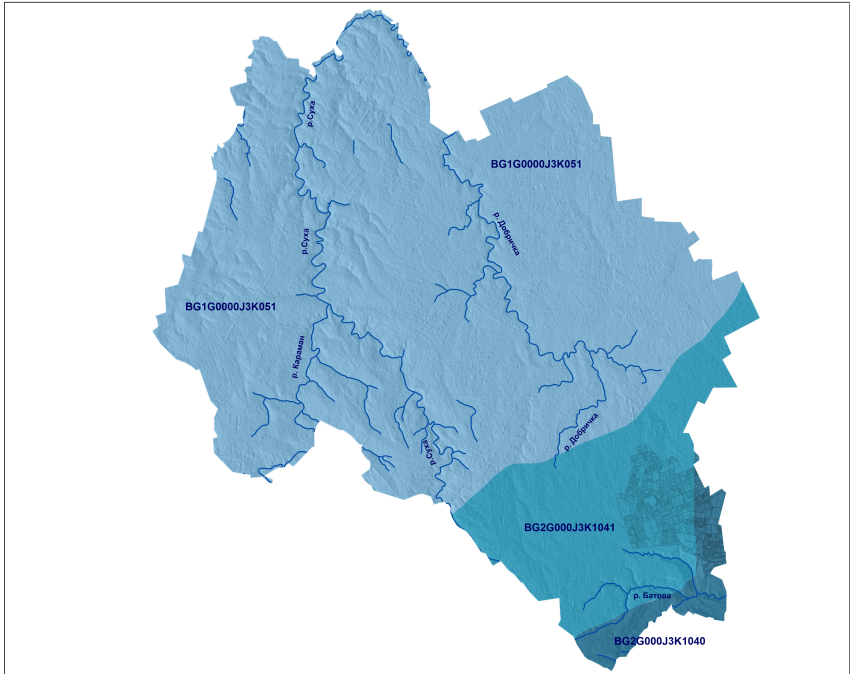 р.Суха
BG1G0000J3K051
р. Добричка
р.Суха
BG1G0000J3K051
р. Караман
р. Добричка
р.Суха
BG2G000J3K1041
р. Батова
BG2G000J3K1040